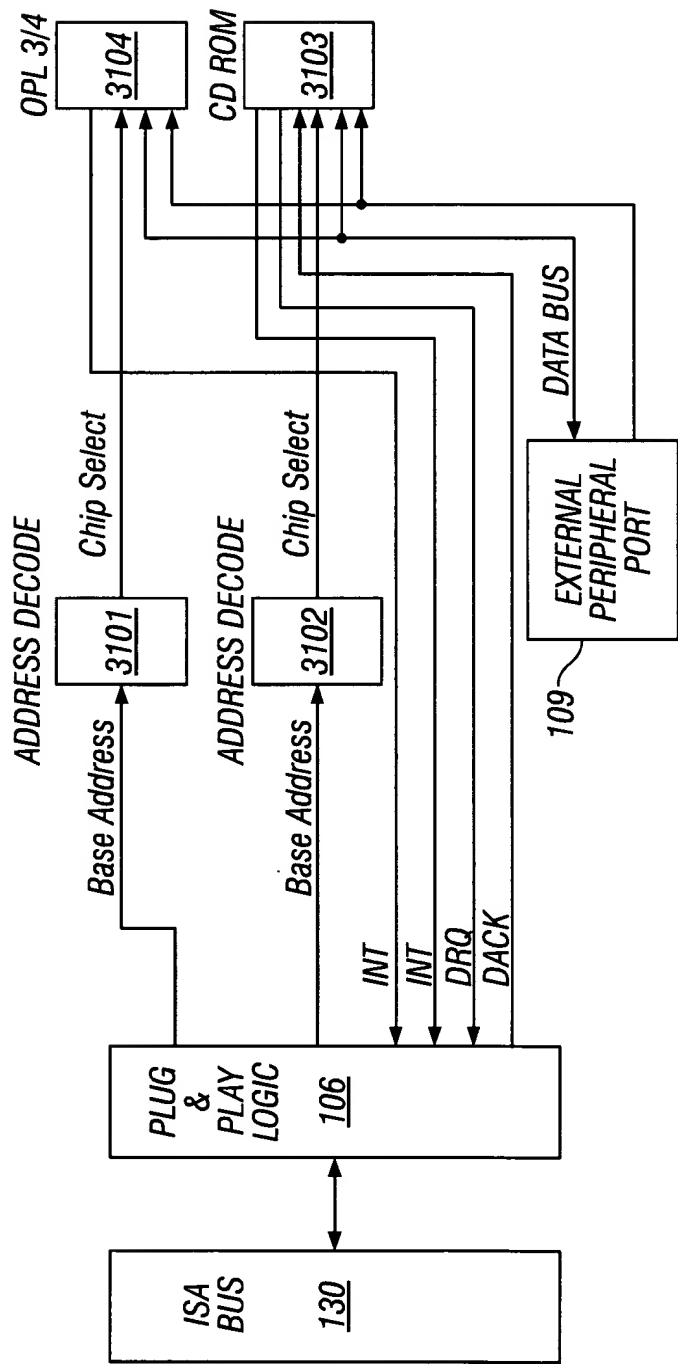 ISA
BUS
130
PLUG
&
PLAY
LOGIC
106
Base Address
Base Address
INT
INT
DRQ
DACK
ADDRESS DECODE
3101
ADDRESS DECODE
3102
Chip Select
Chip Select
109
EXTERNAL
PERIPHERAL
PORT
DATA BUS
OPL 3/4
3104
CD ROM
3103